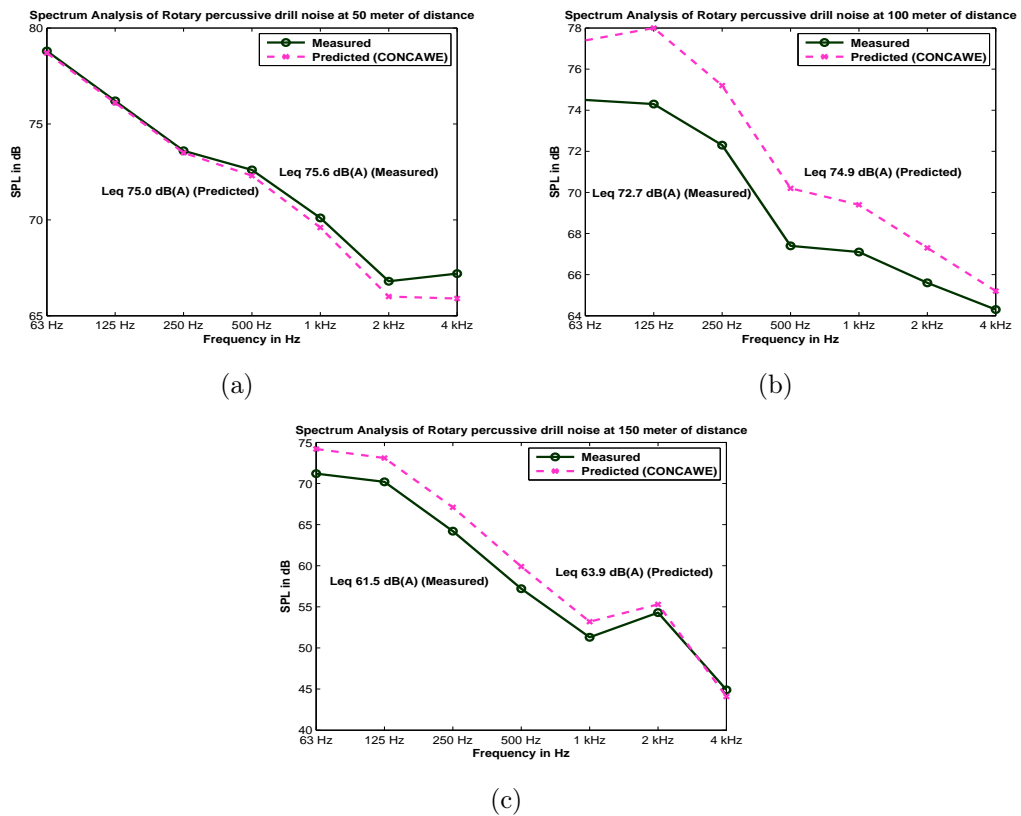 Spectrum Analysis of Rotary percussive drill noise at 50 meter of distance
80
75
70
65
SPL in dB
Measured
Predicted (CONCAWE)
Leq 75.6 dB(A) (Measured)
Leq 75.0 dB(A) (Predicted)
63 Hz 125 Hz 250 Hz 500 Hz 1 kHz 2 kHz 4 kHz
Frequency in Hz
(a)
Spectrum Analysis of Rotary percussive drill noise at 100 meter of distance
78
76
74
72
70
68
66
64
SPL in dB
Measured
Predicted (CONCAWE)
Leq 74.9 dB(A) (Predicted)
Leq 72.7 dB(A) (Measured)
63 Hz 125 Hz 250 Hz 500 Hz 1 kHz 2 kHz 4 kHz
Frequency in Hz
(b)
Spectrum Analysis of Rotary percussive drill noise at 150 meter of distance
75
70
65
60
55
50
45
40
SPL in dB
Measured
Predicted (CONCAWE)
Leq 63.9 dB(A) (Predicted)
Leq 61.5 dB(A) (Measured)
63 Hz 125 Hz 250 Hz 500 Hz 1 kHz 2 kHz 4 kHz
Frequency in Hz
(c)